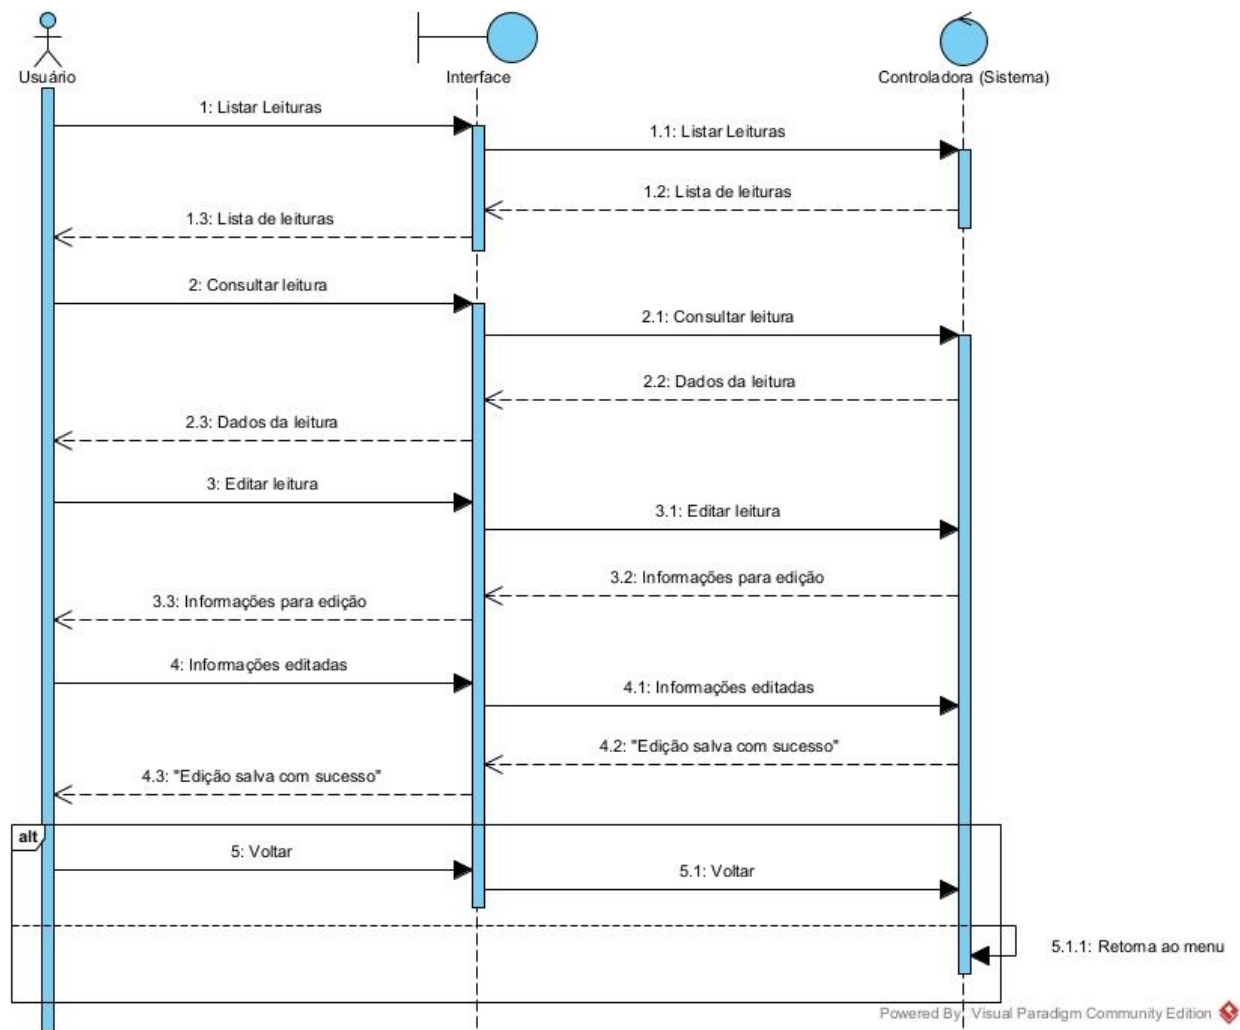 Usuário
Interface
Controladora (Sistema)
1: Listar Leituras
1.1: Listar Leituras
1.2: Lista de leituras
1.3: Lista de leituras
2: Consultar leitura
2.1: Consultar leitura
2.2: Dados da leitura
2.3: Dados da leitura
3: Editar leitura
3.1: Editar leitura
3.2: Informações para edição
3.3: Informações para edição
4: Informações editadas
4.1: Informações editadas
4.2: "Edição salva com sucesso"
4.3: "Edição salva com sucesso"
alt
5: Voltar
5.1: Voltar
5.1.1: Retorna ao menu
Powered By Visual Paradigm Community Edition